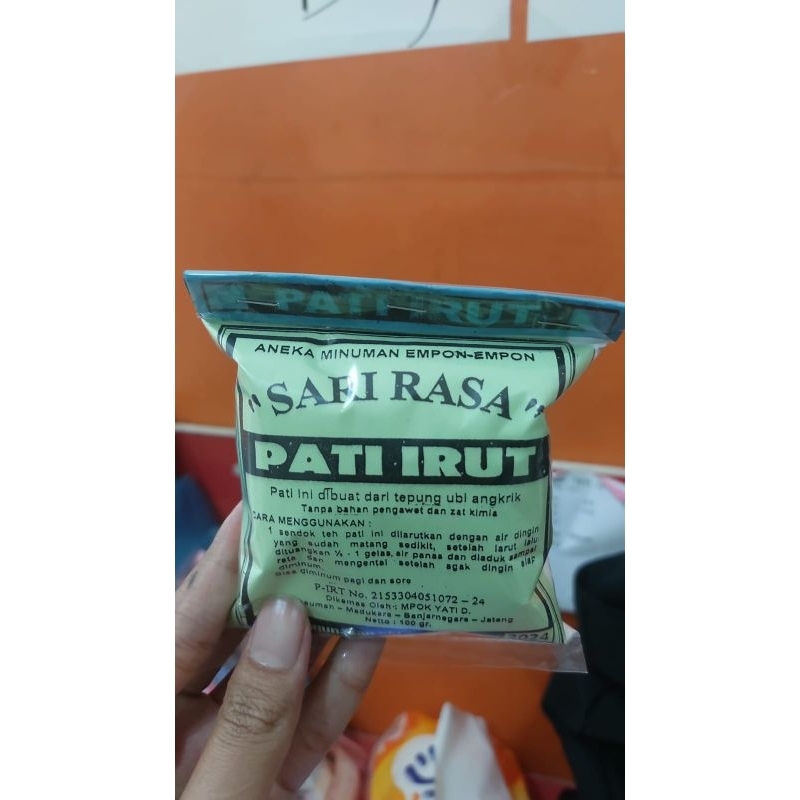 PATI IRUT
ANEKA MINUMAN EMPON-EMPON
"SARI RASA"
PATI IRUT
Pati ini dibuat dari tepung ubi angkrik
Tanpa bahan pengawet dan zat kimia
CARA MENGGUNAKAN :
1 sendok teh pati ini dilarutkan dengan air dingin
yang sudah matang sedikit, setelah larut lalu
dituangkan ½ - 1 gelas, air panas dan diaduk sampai
rata dan mengental setelah agak dingin siap
diminum.
Bisa diminum pagi dan sore
P-IRT No. 2153304051072 – 24
Dikemas Oleh : MPOK YATI D.
– Madukara – Banjarnegara – Jateng
Netto : 100 gr.
2024